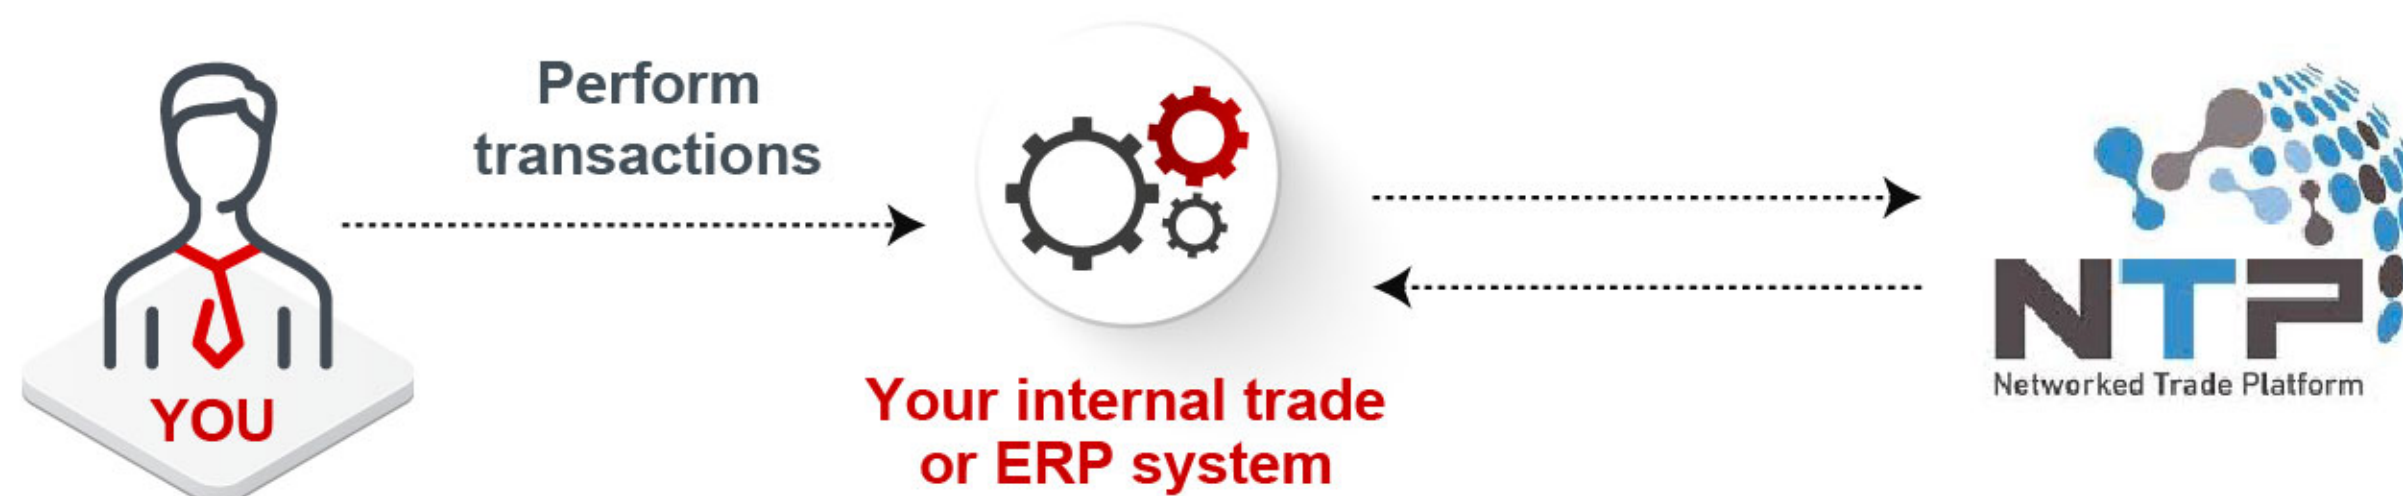 Perform
transactions
YOU
Your internal trade
or ERP system
NTP
Networked Trade Platform